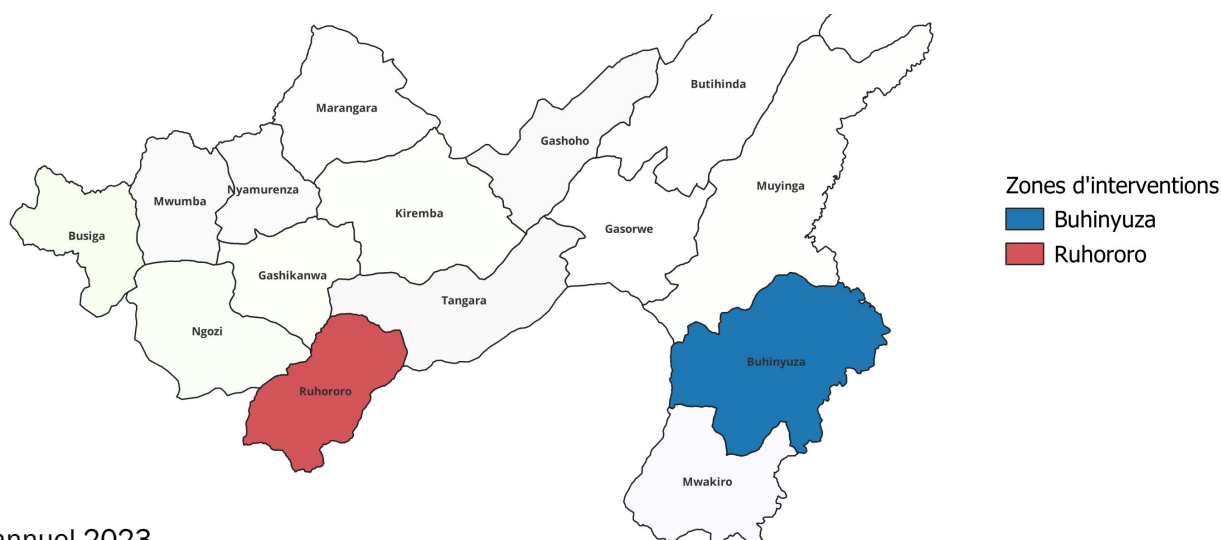 Butihinda
Marangara
Gashoho
Muyinga
Nyamurenza
Mwumba
Kiremba
Gasorwe
Busiga
Gashikanwa
Tangara
Ngozi
Buhinyuza
Ruhororo
Mwakiro
Zones d'interventions
Buhinyuza
Ruhororo
2023